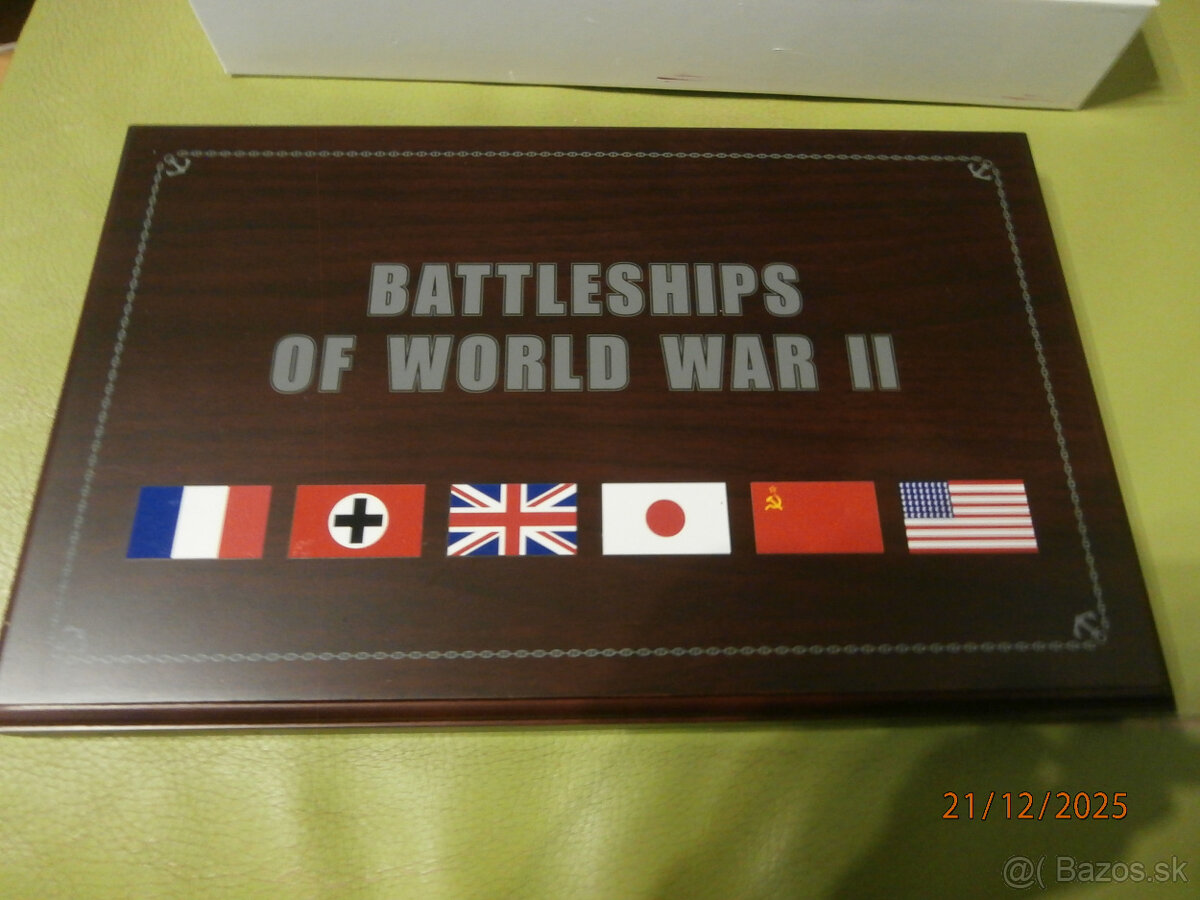 BATTLESHIPS
OF WORLD WAR II
21/12/2025
@( Bazos.sk